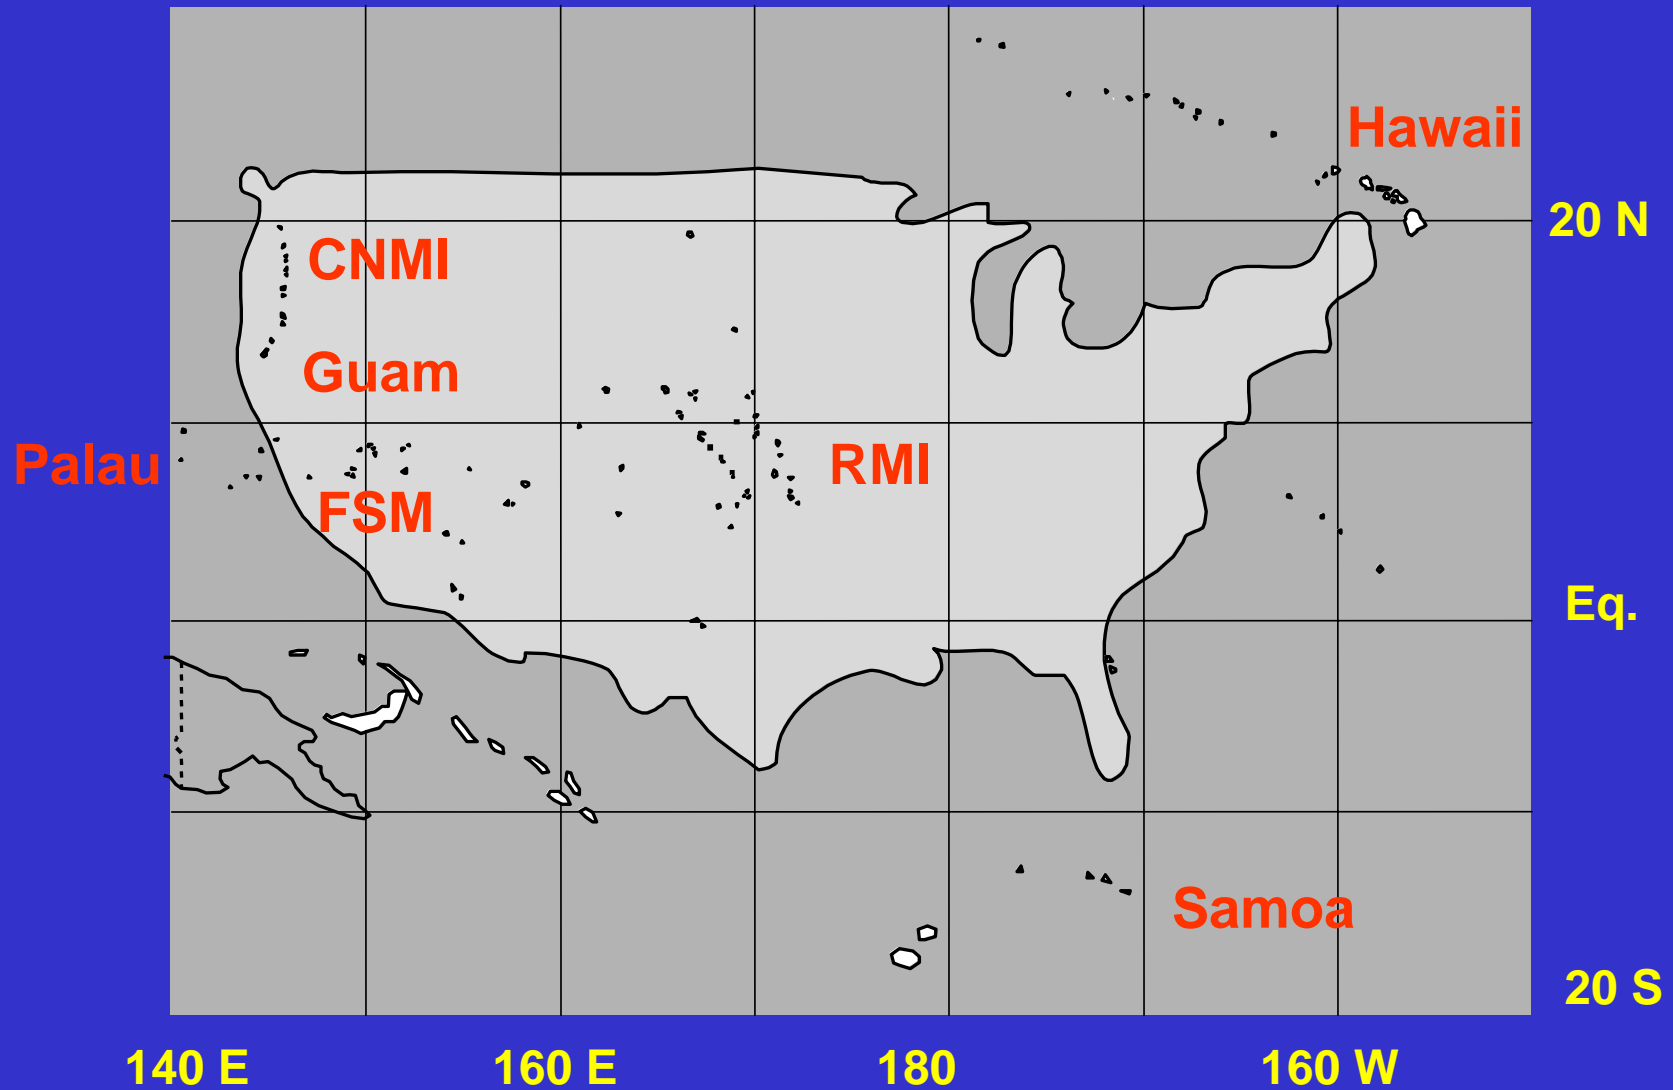 Hawaii
20 N
CNMI
Guam
Palau
RMI
FSM
Eq.
Samoa
20 S
140 E 160 E 180 160 W